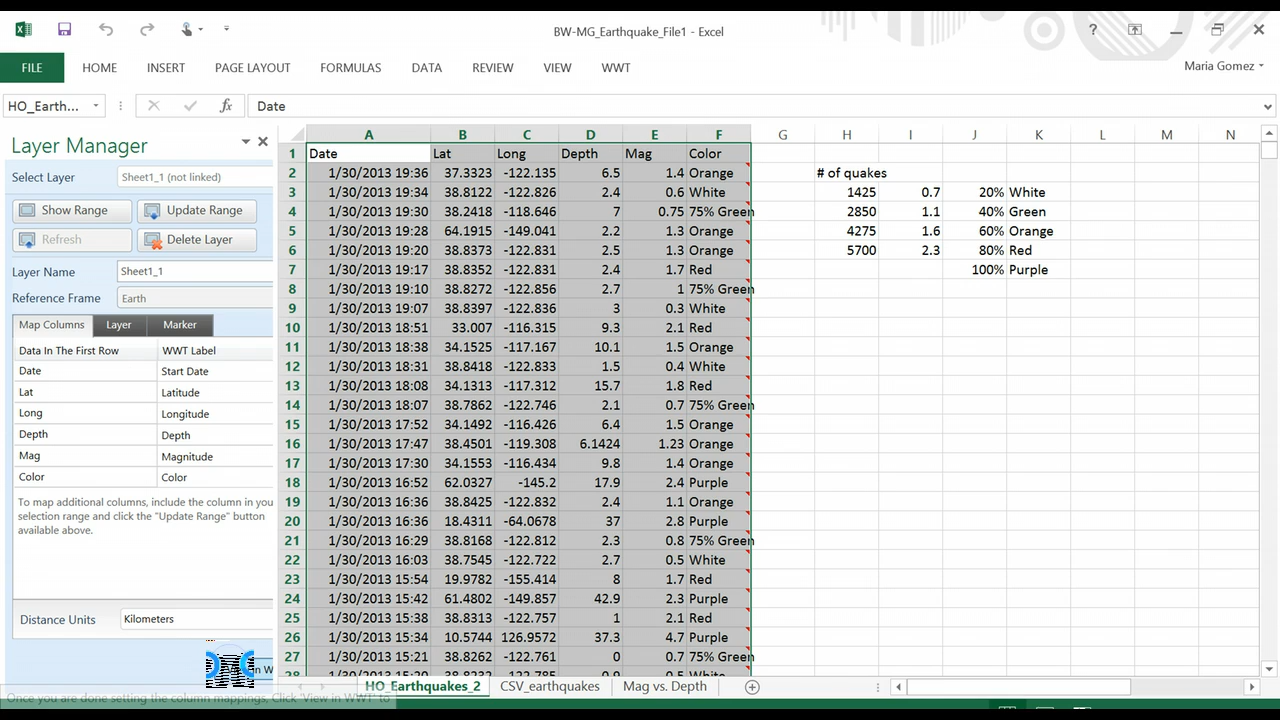 BW-MG_Earthquake_File1 - Excel
?
FILE HOME INSERT PAGE LAYOUT FORMULAS DATA REVIEW VIEW WWT
Maria Gomez
HO_Earth... fx Date
Layer Manager
Select Layer Sheet1_1 (not linked)
Show Range Update Range
Refresh Delete Layer
Layer Name Sheet1_1
Reference Frame Earth
Map Columns Layer Marker
Data In The First Row WWT Label
Date Start Date
Lat Latitude
Long Longitude
Depth Depth
Mag Magnitude
Color Color
To map additional columns, include the column in you
selection range and click the "Update Range" button
available above.
Distance Units Kilometers
n W
Once you are done setting the column mappings, Click 'View in WWT' to
A B C D E F G H I J K L M N
1 Date Lat Long Depth Mag Color
2 1/30/2013 19:36 37.3323 -122.135 6.5 1.4 Orange # of quakes
3 1/30/2013 19:34 38.8122 -122.826 2.4 0.6 White 1425 0.7 20% White
4 1/30/2013 19:30 38.2418 -118.646 7 0.75 75% Green 2850 1.1 40% Green
5 1/30/2013 19:28 64.1915 -149.041 2.2 1.3 Orange 4275 1.6 60% Orange
6 1/30/2013 19:20 38.8373 -122.831 2.5 1.3 Orange 5700 2.3 80% Red
7 1/30/2013 19:17 38.8352 -122.831 2.4 1.7 Red 100% Purple
8 1/30/2013 19:10 38.8272 -122.856 2.7 1 75% Green
9 1/30/2013 19:07 38.8397 -122.836 3 0.3 White
10 1/30/2013 18:51 33.007 -116.315 9.3 2.1 Red
11 1/30/2013 18:38 34.1525 -117.167 10.1 1.5 Orange
12 1/30/2013 18:31 38.8418 -122.833 1.5 0.4 White
13 1/30/2013 18:08 34.1313 -117.312 15.7 1.8 Red
14 1/30/2013 18:07 38.7862 -122.746 2.1 0.7 75% Green
15 1/30/2013 17:52 34.1492 -116.426 6.4 1.5 Orange
16 1/30/2013 17:47 38.4501 -119.308 6.1424 1.23 Orange
17 1/30/2013 17:30 34.1553 -116.434 9.8 1.4 Orange
18 1/30/2013 16:52 62.0327 -145.2 17.9 2.4 Purple
19 1/30/2013 16:36 38.8425 -122.832 2.4 1.1 Orange
20 1/30/2013 16:36 18.4311 -64.0678 37 2.8 Purple
21 1/30/2013 16:29 38.8168 -122.812 2.3 0.8 75% Green
22 1/30/2013 16:03 38.7545 -122.722 2.7 0.5 White
23 1/30/2013 15:54 19.9782 -155.414 8 1.7 Red
24 1/30/2013 15:42 61.4802 -149.857 42.9 2.3 Purple
25 1/30/2013 15:38 38.8313 -122.757 1 2.1 Red
26 1/30/2013 15:34 10.5744 126.9572 37.3 4.7 Purple
27 1/30/2013 15:21 38.8262 -122.761 0 0.7 75% Green
HO_Earthquakes_2 CSV_earthquakes Mag vs. Depth